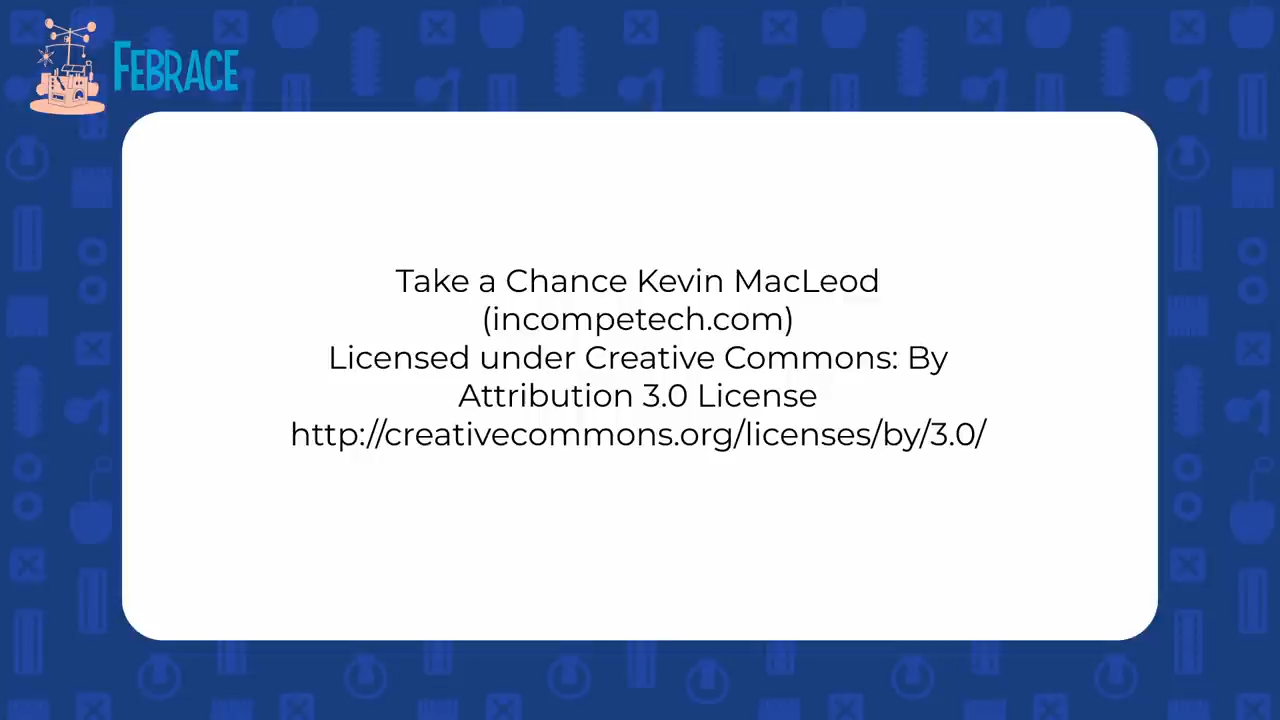 FEBRACE
Take a Chance Kevin MacLeod
(incompetech.com)
Licensed under Creative Commons: By
Attribution 3.0 License
http://creativecommons.org/licenses/by/3.0/